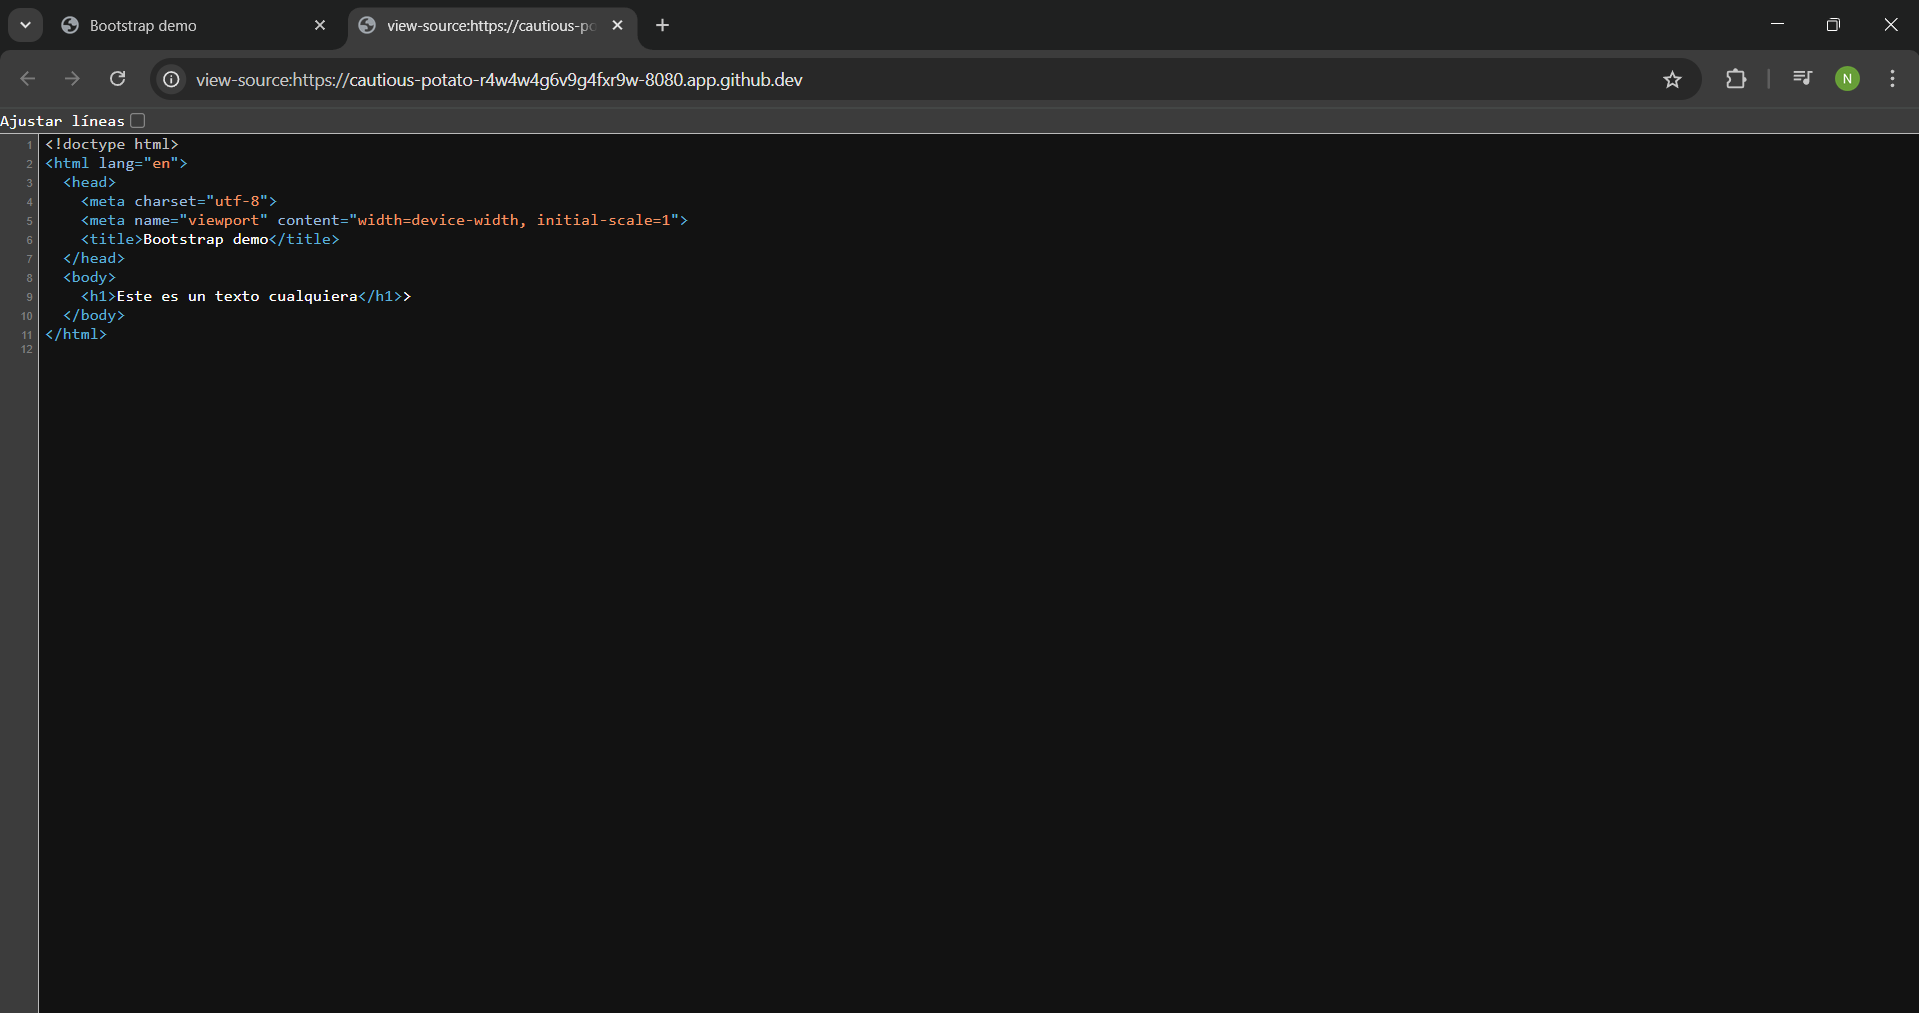 Bootstrap demo
view-source:https://cautious-po
view-source:https://cautious-potato-r4w4w4g6v9g4fxr9w-8080.app.github.dev
N
Ajustar líneas
1 <!doctype html>
2 <html lang="en">
3 <head>
4 <meta charset="utf-8">
5 <meta name="viewport" content="width=device-width, initial-scale=1">
6 <title>Bootstrap demo</title>
7 </head>
8 <body>
9 <h1>Este es un texto cualquiera</h1>>
10 </body>
11 </html>
12